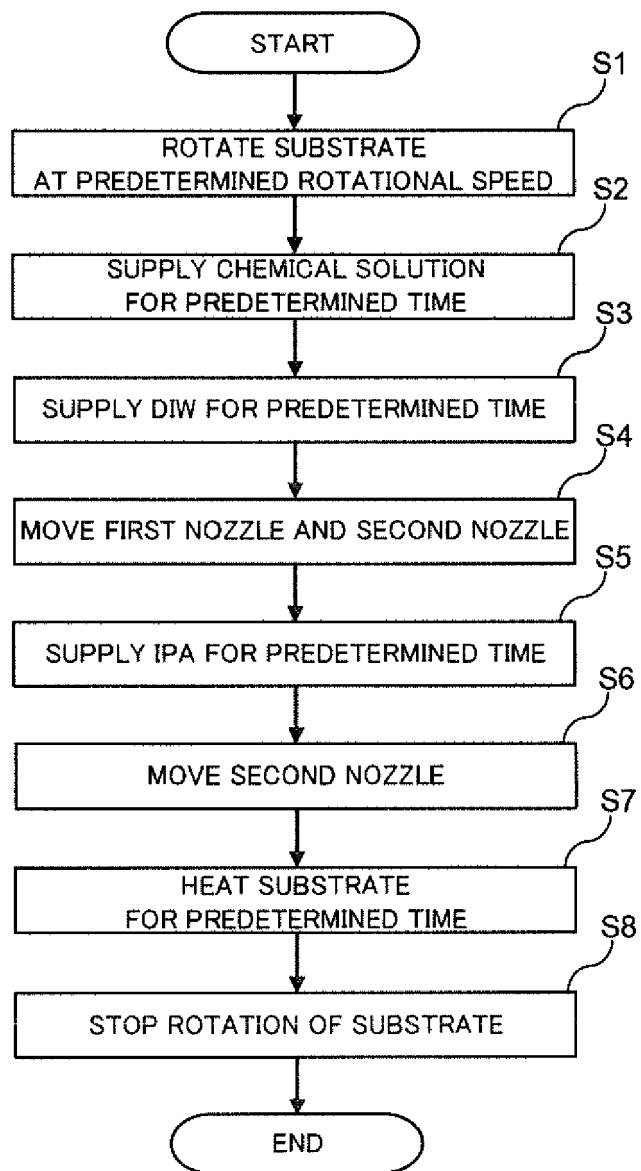 START
S1
ROTATE SUBSTRATE
AT PREDETERMINED ROTATIONAL SPEED
S2
SUPPLY CHEMICAL SOLUTION
FOR PREDETERMINED TIME
S3
SUPPLY DIW FOR PREDETERMINED TIME
S4
MOVE FIRST NOZZLE AND SECOND NOZZLE
S5
SUPPLY IPA FOR PREDETERMINED TIME
S6
MOVE SECOND NOZZLE
S7
HEAT SUBSTRATE
FOR PREDETERMINED TIME
S8
STOP ROTATION OF SUBSTRATE
END